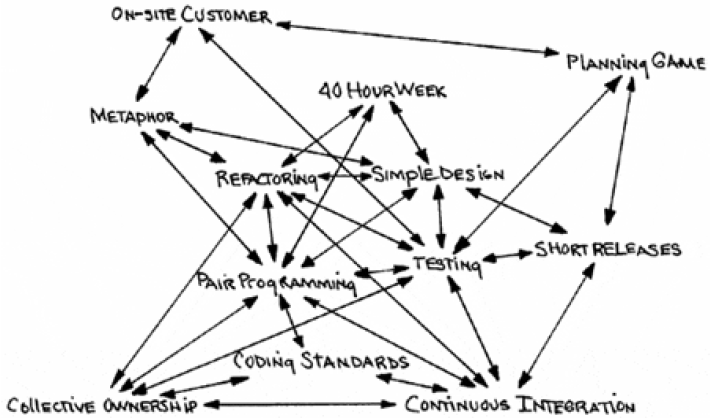 ON-SITE CUSTOMER
PLANNING GAME
40 HOUR WEEK
METAPHOR
REFACTORING
SIMPLE DESIGN
SHORT RELEASES
TESTING
PAIR PROGRAMMING
CODING STANDARDS
COLLECTIVE OWNERSHIP
CONTINUOUS INTEGRATION